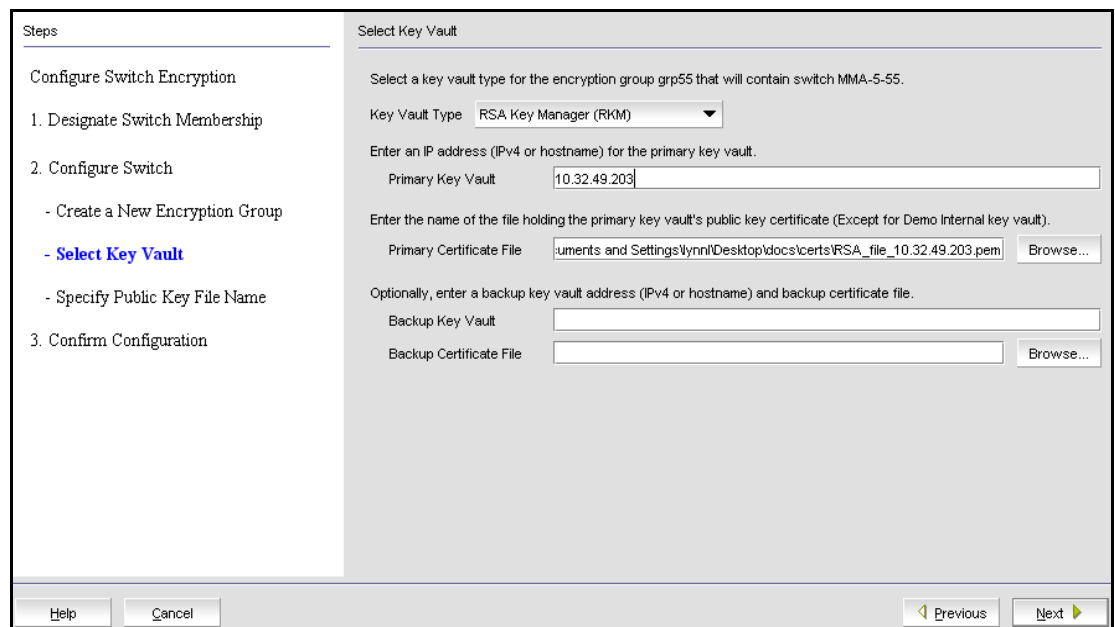 Steps
Configure Switch Encryption
1. Designate Switch Membership
2. Configure Switch
- Create a New Encryption Group
- Select Key Vault
- Specify Public Key File Name
3. Confirm Configuration
Select Key Vault
Select a key vault type for the encryption group grp55 that will contain switch MMA-5-55.
Key Vault Type RSA Key Manager (RKM)
Enter an IP address (IPv4 or hostname) for the primary key vault.
Primary Key Vault 10.32.49.203
Enter the name of the file holding the primary key vault's public key certificate (Except for Demo Internal key vault).
Primary Certificate File :uments and Settings\lynnl\Desktop\docs\certs\RSA_file_10.32.49.203.pem Browse...
Optionally, enter a backup key vault address (IPv4 or hostname) and backup certificate file.
Backup Key Vault
Backup Certificate File Browse...
Help Cancel Previous Next